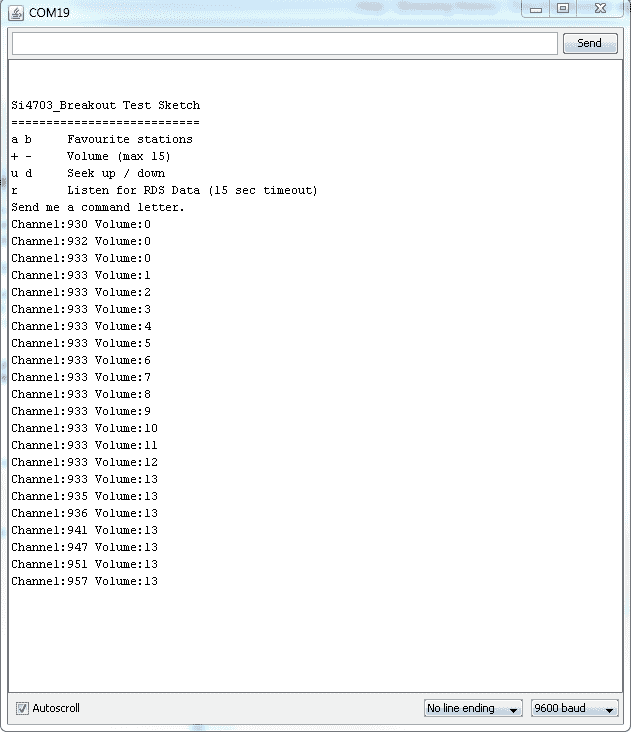 COM19
Send
Si4703_Breakout Test Sketch
===========================
a b     Favourite stations
+ -     Volume (max 15)
u d     Seek up / down
r       Listen for RDS Data (15 sec timeout)
Send me a command letter.
Channel:930 Volume:0
Channel:932 Volume:0
Channel:933 Volume:0
Channel:933 Volume:1
Channel:933 Volume:2
Channel:933 Volume:3
Channel:933 Volume:4
Channel:933 Volume:5
Channel:933 Volume:6
Channel:933 Volume:7
Channel:933 Volume:8
Channel:933 Volume:9
Channel:933 Volume:10
Channel:933 Volume:11
Channel:933 Volume:12
Channel:933 Volume:13
Channel:935 Volume:13
Channel:936 Volume:13
Channel:941 Volume:13
Channel:947 Volume:13
Channel:951 Volume:13
Channel:957 Volume:13
Autoscroll No line ending 9600 baud